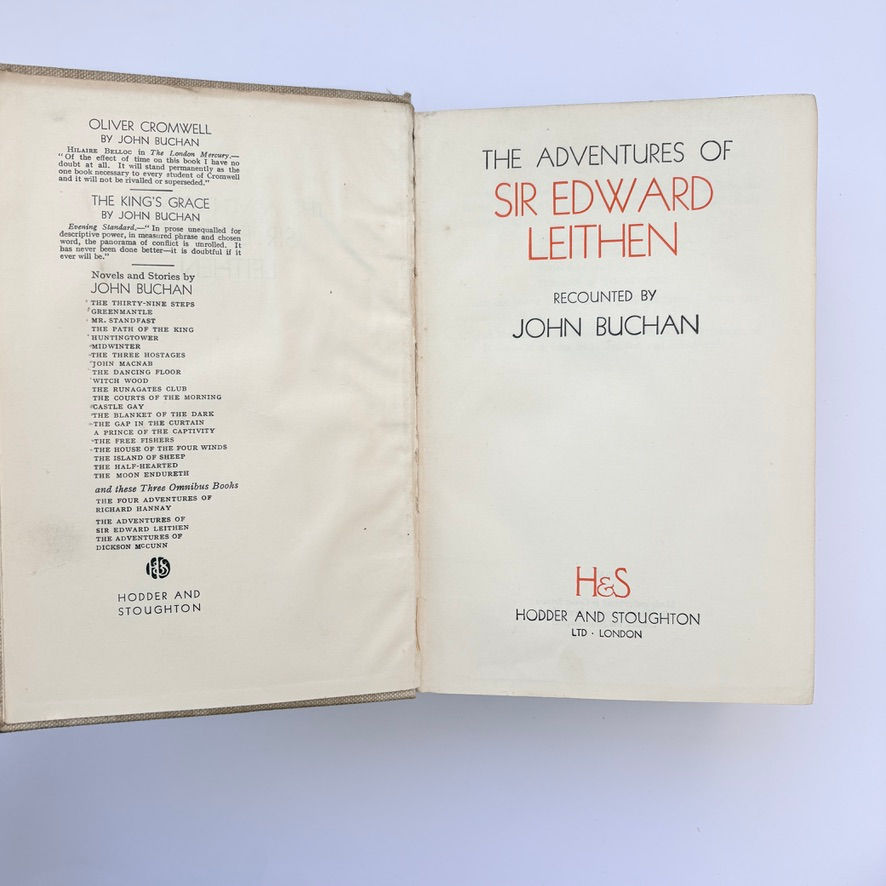 OLIVER CROMWELL
BY JOHN BUCHAN
HILAIRE BELLOC in The London Mercury.—
"Of the effect of time on this book I have no
doubt at all. It will stand permanently as the
one book necessary to every student of Cromwell
and it will not be rivalled or superseded."
THE KING'S GRACE
BY JOHN BUCHAN
Evening Standard.—"In prose unequalled for
descriptive power, in measured phrase and chosen
word, the panorama of conflict is unrolled. It
has never been done better—it is doubtful if it
ever will be."
Novels and Stories by
JOHN BUCHAN
THE THIRTY-NINE STEPS
GREENMANTLE
MR. STANDFAST
THE PATH OF THE KING
HUNTINGTOWER
MIDWINTER
THE THREE HOSTAGES
JOHN MACNAB
THE DANCING FLOOR
WITCH WOOD
THE RUNAGATES CLUB
THE COURTS OF THE MORNING
CASTLE GAY
THE BLANKET OF THE DARK
THE GAP IN THE CURTAIN
A PRINCE OF THE CAPTIVITY
THE FREE FISHERS
THE HOUSE OF THE FOUR WINDS
THE ISLAND OF SHEEP
THE HALF-HEARTED
THE MOON ENDURETH
and these Three Omnibus Books
THE FOUR ADVENTURES OF
RICHARD HANNAY
THE ADVENTURES OF
SIR EDWARD LEITHEN
THE ADVENTURES OF
DICKSON McCUNN
H&S
HODDER AND
STOUGHTON
THE ADVENTURES OF
SIR EDWARD
LEITHEN
RECOUNTED BY
JOHN BUCHAN
H&S
HODDER AND STOUGHTON
LTD · LONDON